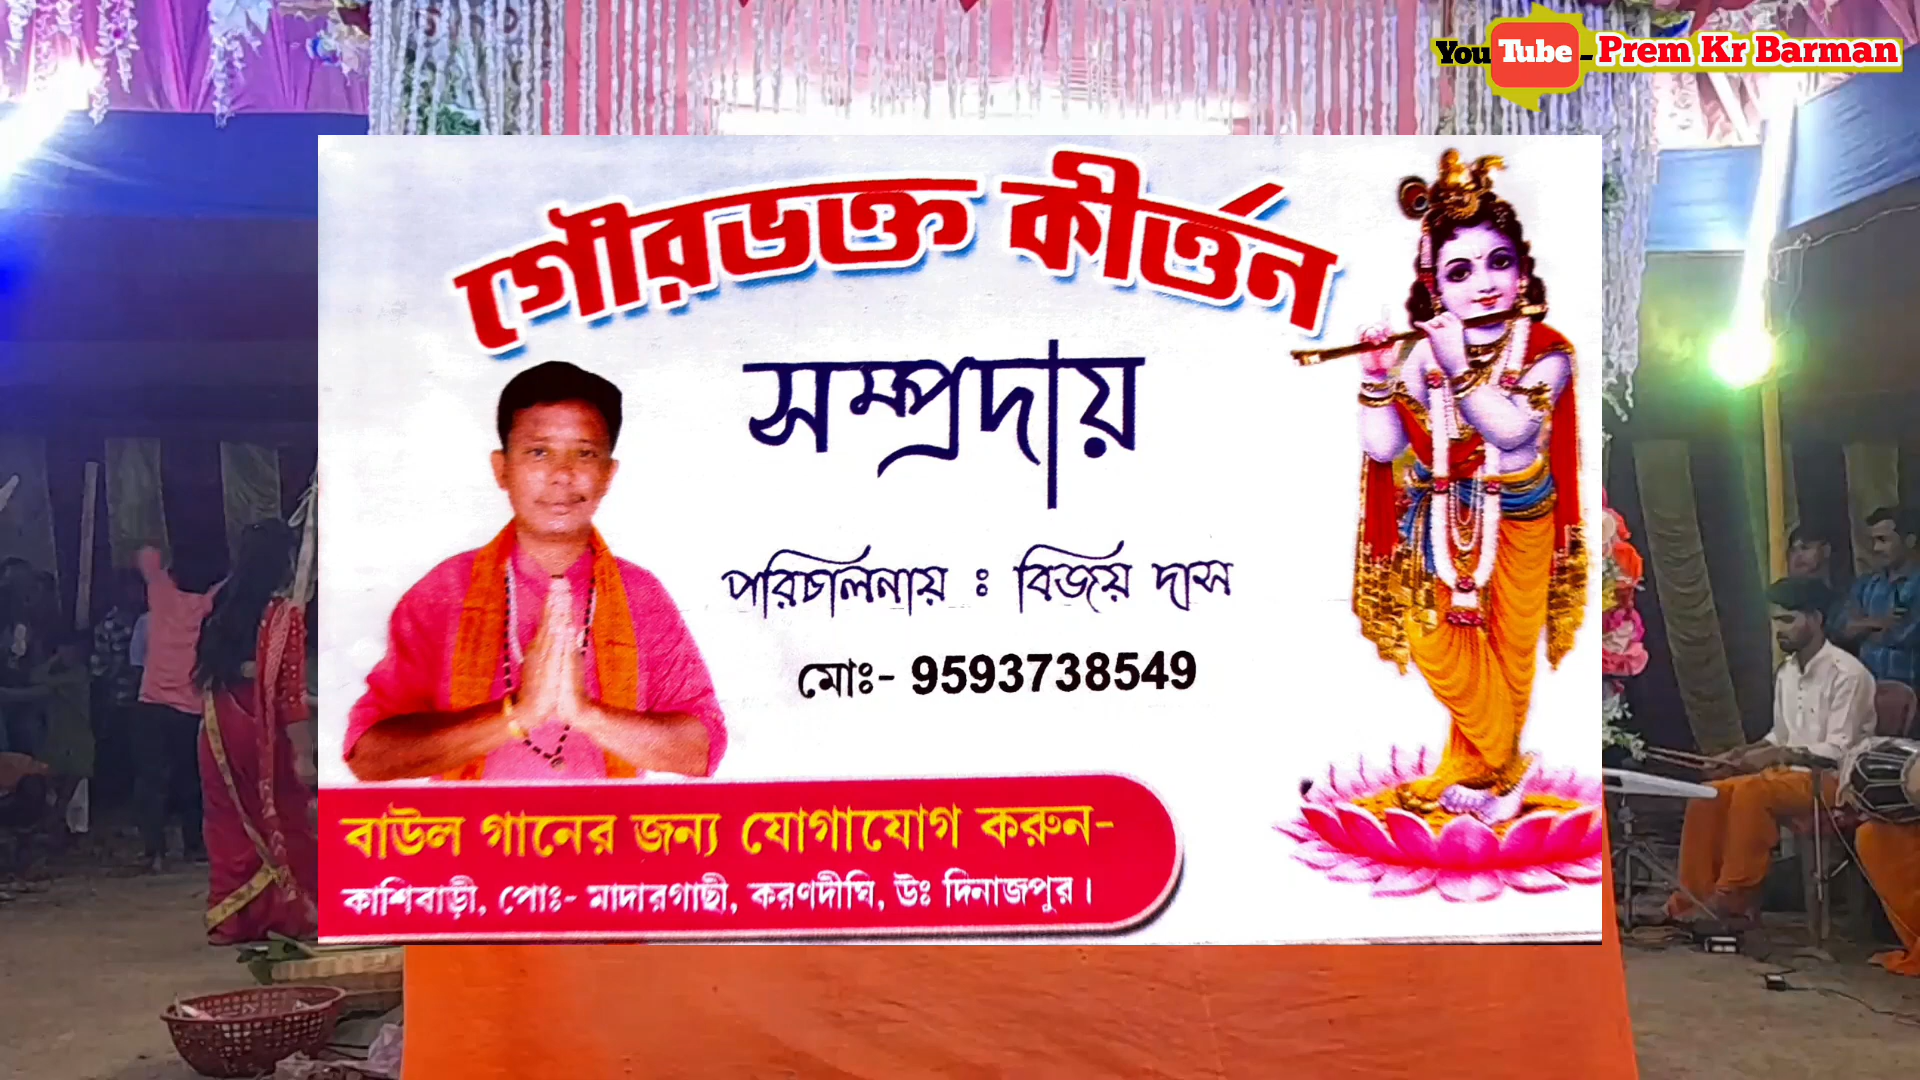 YouTube - Prem Kr Barman
গৌরভক্ত কীর্ত্তন
সম্প্রদায়
পরিচালনায় ঃ বিজয় দাস
মোঃ- 9593738549
বাউল গানের জন্য যোগাযোগ করুন-
কাশিবাড়ী, পোঃ- মাদারগাছী, করণদীঘি, উঃ দিনাজপুর।